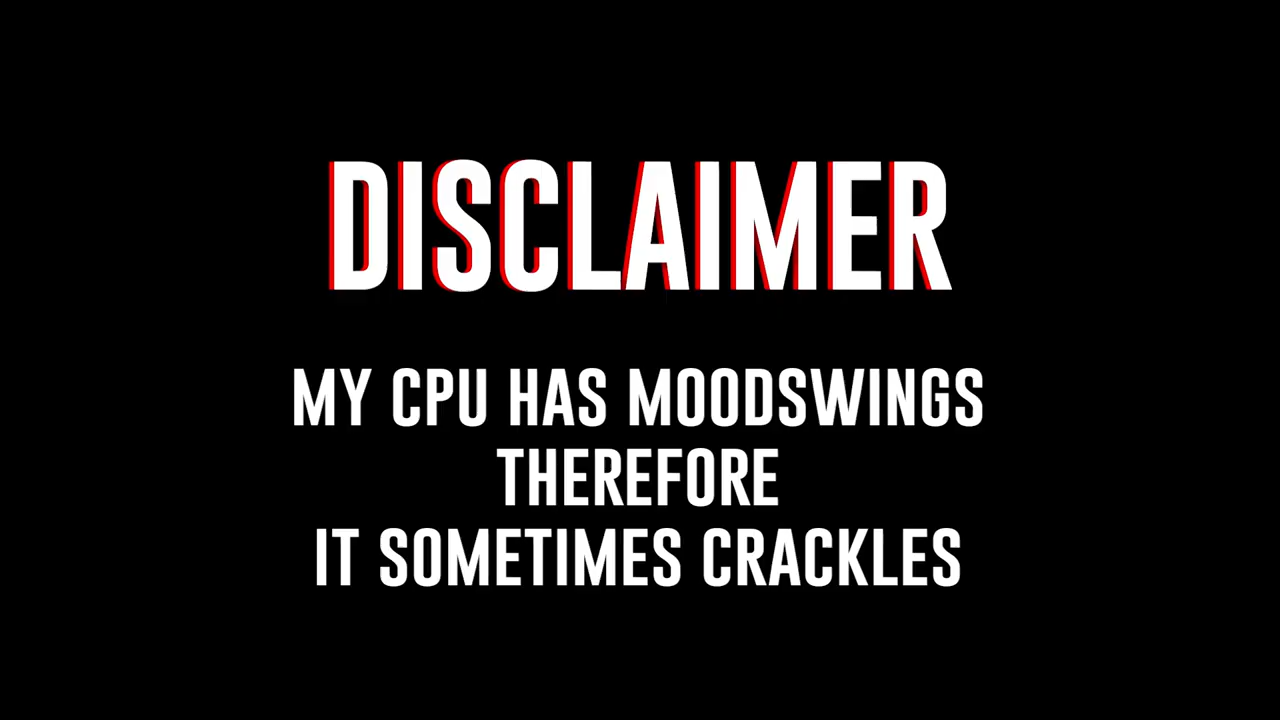 DISCLAIMER
MY CPU HAS MOODSWINGS
THEREFORE
IT SOMETIMES CRACKLES